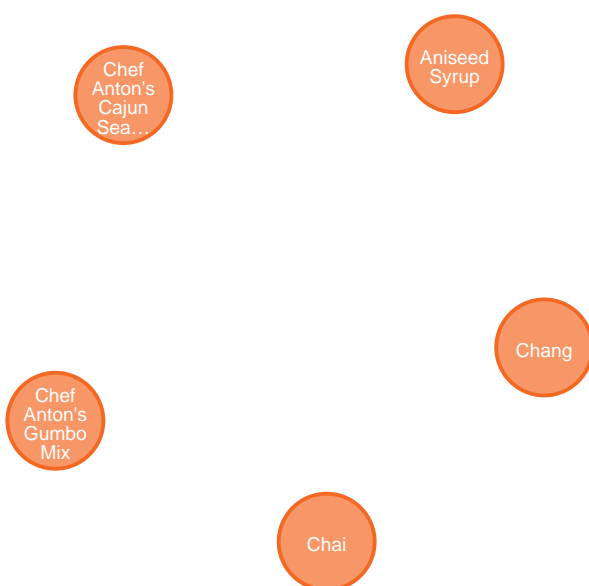 Chef
Anton's
Cajun
Sea…
Aniseed
Syrup
Chang
Chef
Anton's
Gumbo
Mix
Chai